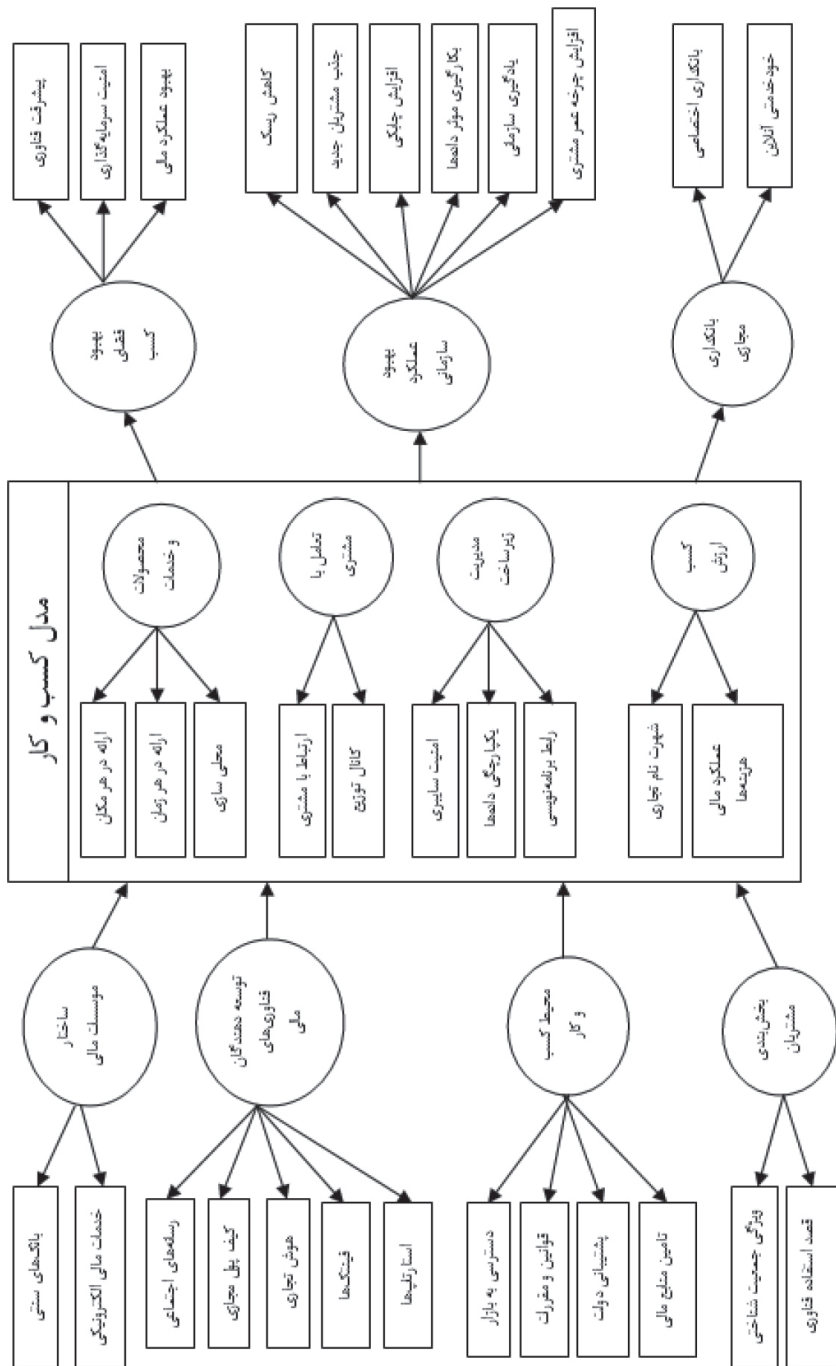 مدل کسب و کار
پیشرفت فناوری
امنیت سرمایه‌گذاری
بهبود عملکرد مالی
بهبود
فضای
کسب
کاهش ریسک
جذب مشتریان جدید
افزایش چابکی
بکارگیری موثر داده‌ها
یادگیری سازمانی
افزایش چرخه عمر مشتری
بهبود
عملکرد
سازمانی
بانکداری اختصاصی
خودخدمتی آنلاین
بانکداری
مجازی
محصولات
و خدمات
ارائه در هر مکان
ارائه در هر زمان
محلی سازی
تعامل با
مشتری
ارتباط با مشتری
کانال توزیع
مدیریت
زیرساخت
امنیت سایبری
یکپارچگی داده‌ها
رابط برنامه‌نویسی
کسب
ارزش
شهرت نام تجاری
عملکرد مالی
هزینه‌ها
ساختار
موسسات مالی
بانک‌های سنتی
خدمات مالی الکترونیکی
توسعه دهندگان
فناوری‌های
مالی
رسانه‌های اجتماعی
کیف پول مجازی
هوش تجاری
فینتک‌ها
استارتاپ‌ها
محیط کسب
و کار
دسترسی به بازار
قوانین و مقررات
پشتیبانی دولت
تامین منابع مالی
بخش‌بندی
مشتریان
ویژگی جمعیت شناختی
قصد استفاده فناوری